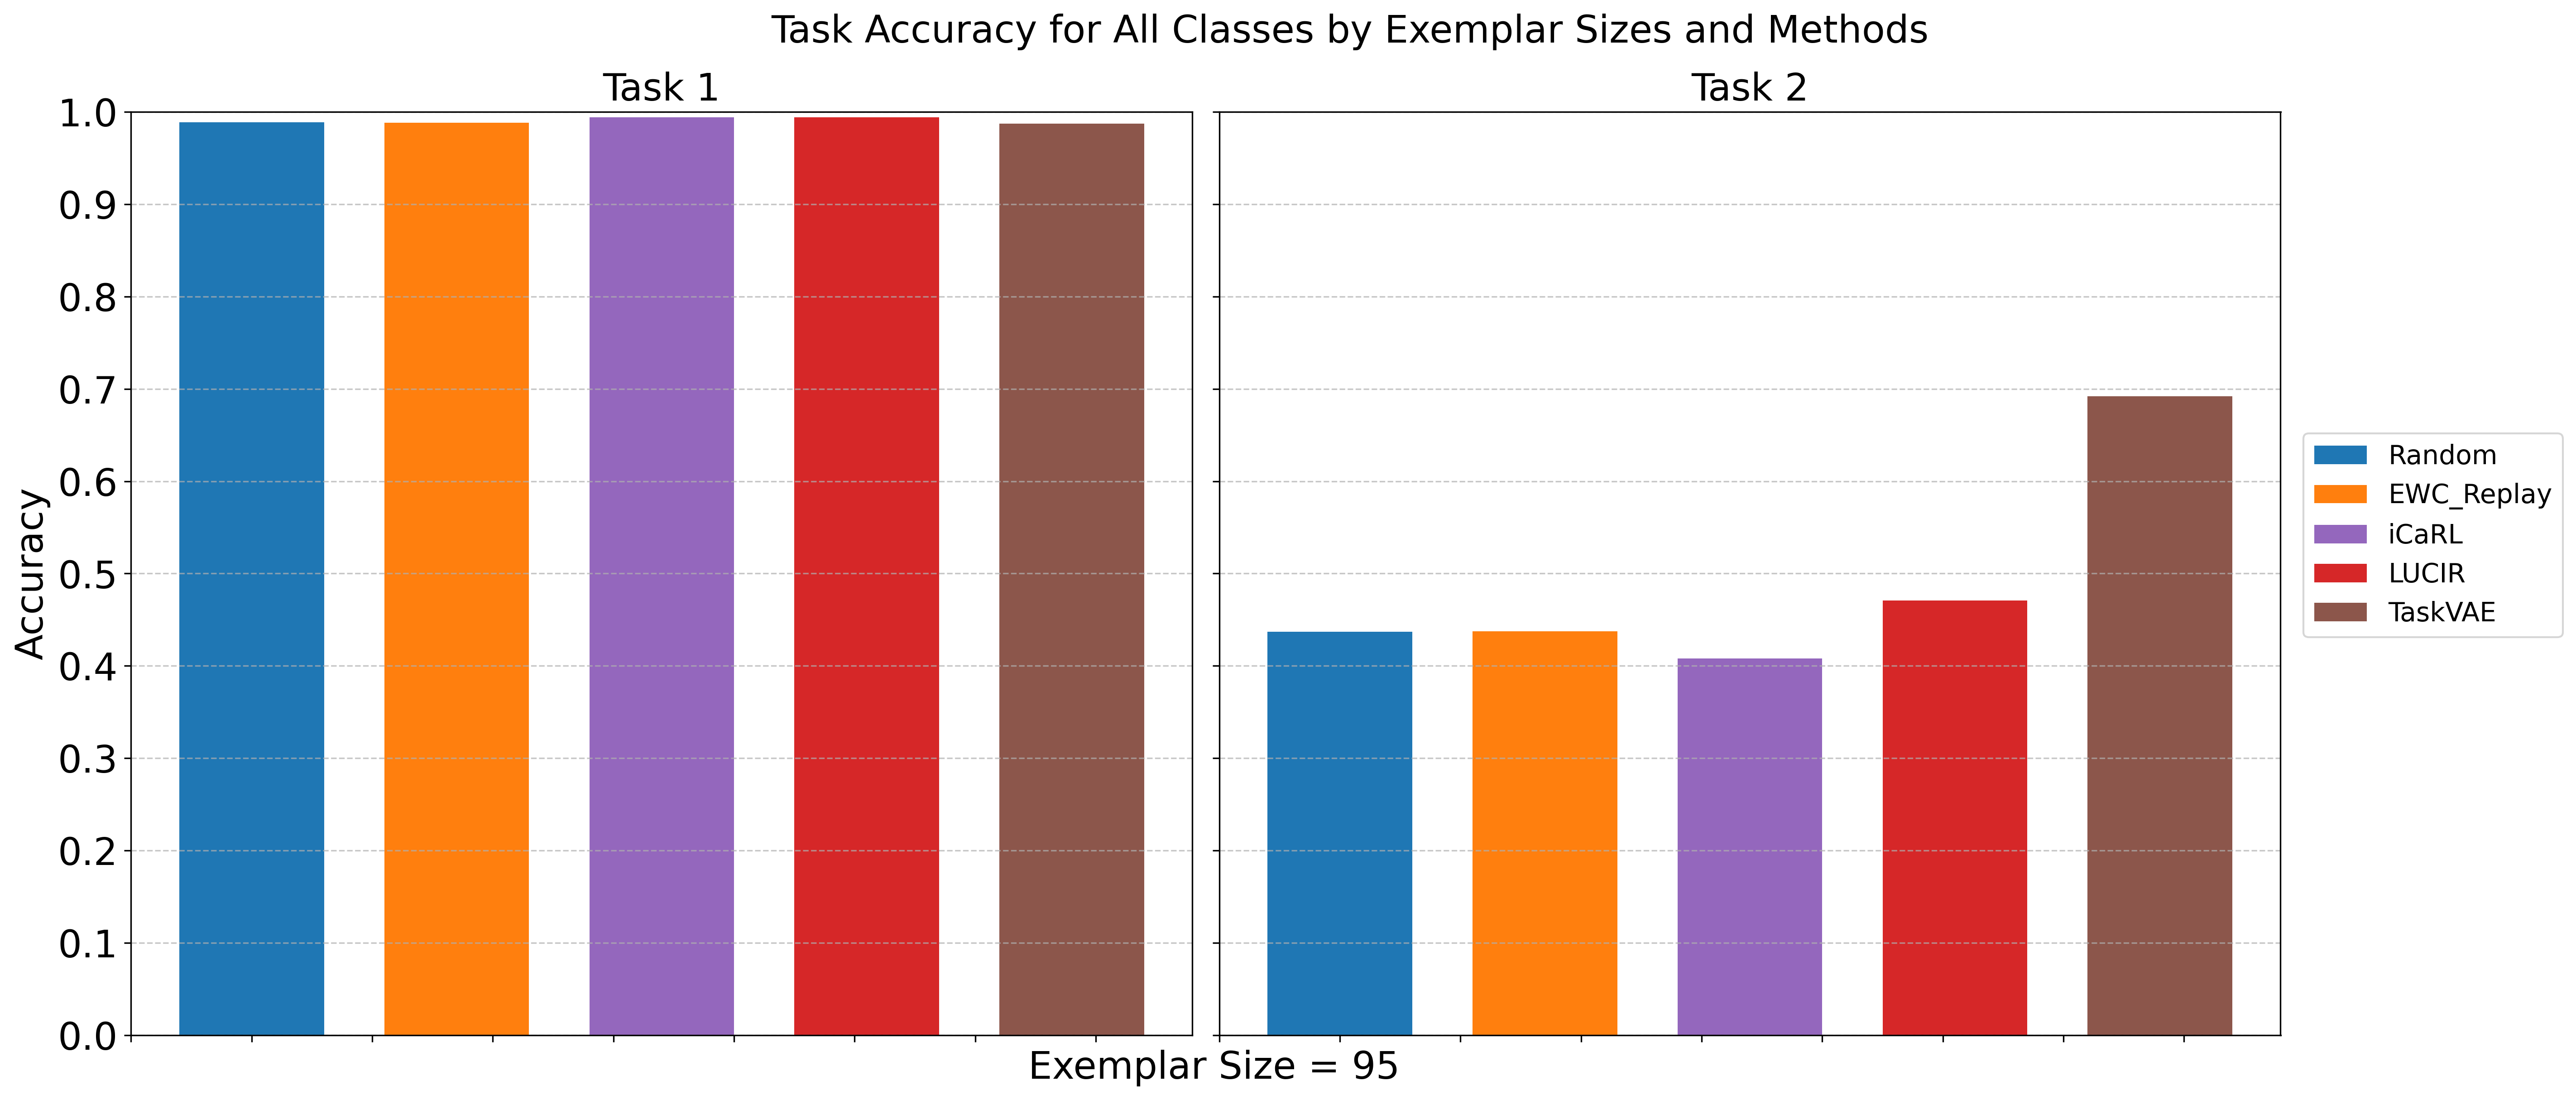 Task Accuracy for All Classes by Exemplar Sizes and Methods
Task 1
Task 2
Accuracy
1.0
0.9
0.8
0.7
0.6
0.5
0.4
0.3
0.2
0.1
0.0
Exemplar Size = 95
Random
EWC_Replay
iCaRL
LUCIR
TaskVAE